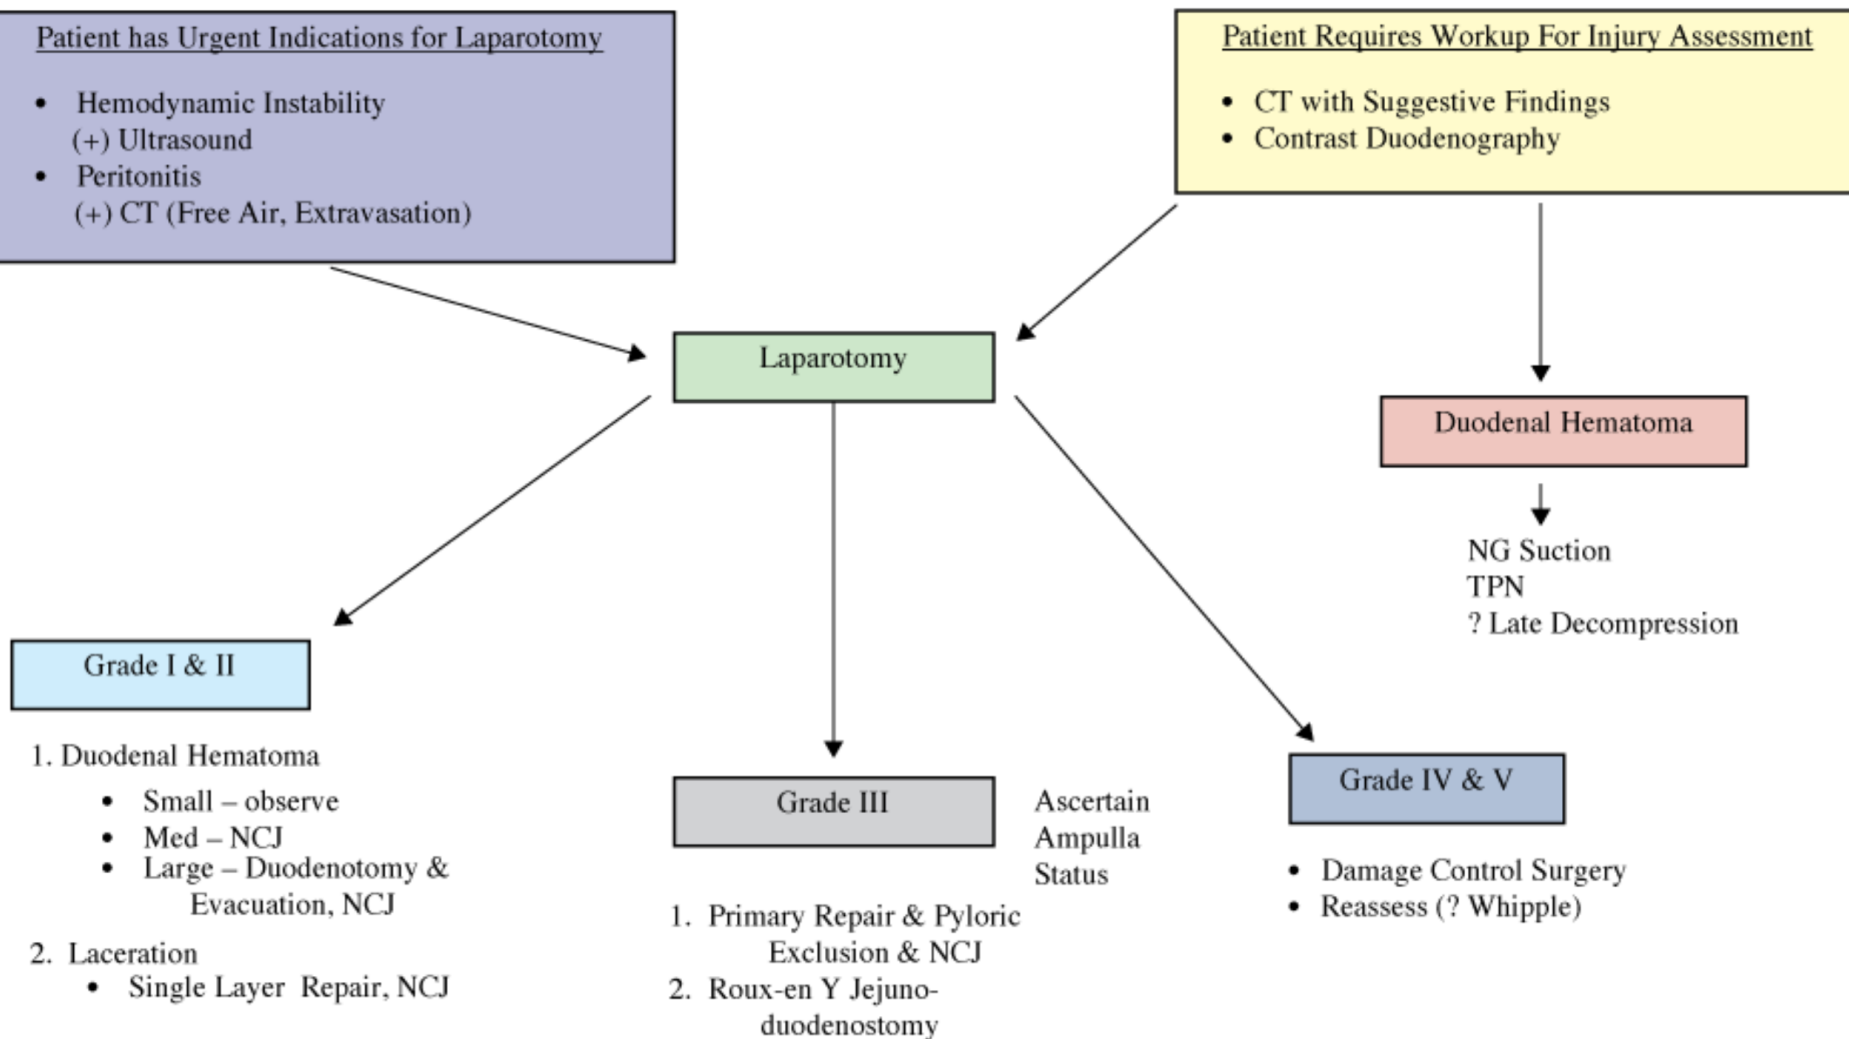 Patient has Urgent Indications for Laparotomy
• Hemodynamic Instability
(+) Ultrasound
• Peritonitis
(+) CT (Free Air, Extravasation)
Patient Requires Workup For Injury Assessment
• CT with Suggestive Findings
• Contrast Duodenography
Laparotomy
Duodenal Hematoma
NG Suction
TPN
? Late Decompression
Grade I & II
1. Duodenal Hematoma
• Small – observe
• Med – NCJ
• Large – Duodenotomy &
Evacuation, NCJ
2. Laceration
• Single Layer Repair, NCJ
Grade III
Ascertain
Ampulla
Status
1. Primary Repair & Pyloric
Exclusion & NCJ
2. Roux-en Y Jejuno-
duodenostomy
Grade IV & V
• Damage Control Surgery
• Reassess (? Whipple)